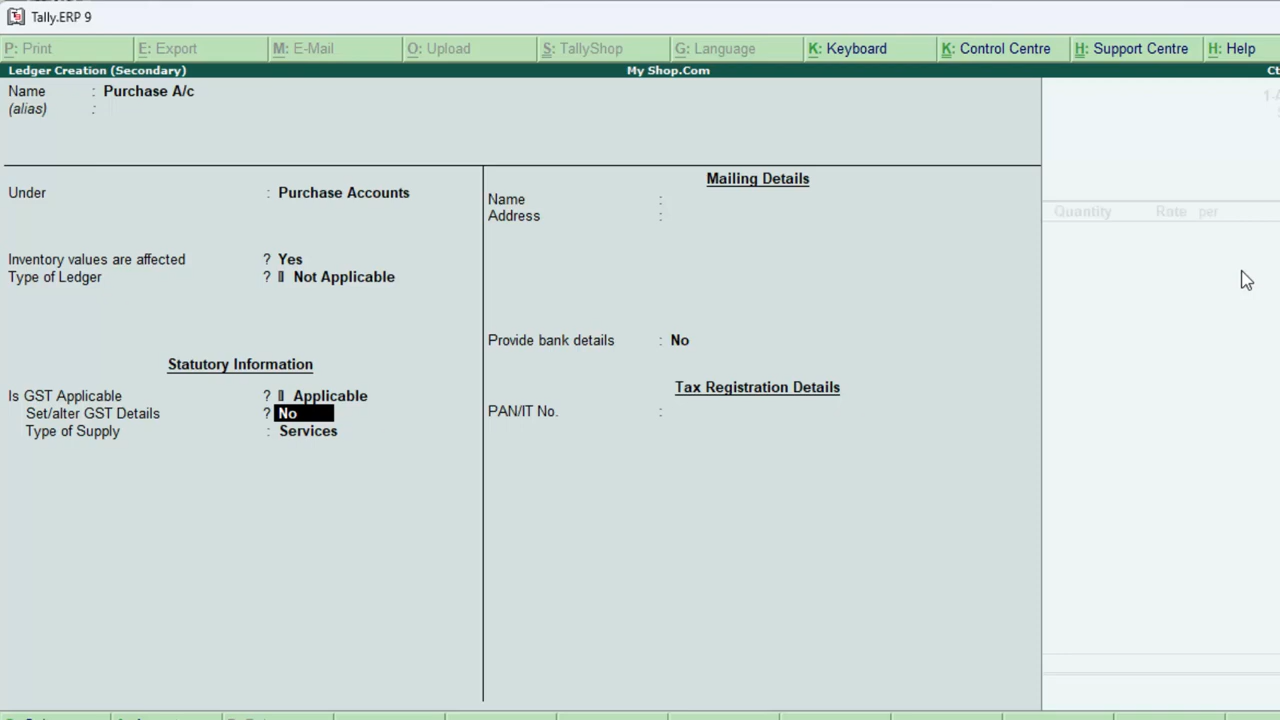 Tally.ERP 9
P: Print E: Export M: E-Mail O: Upload S: TallyShop G: Language K: Keyboard K: Control Centre H: Support Centre H: Help
Ledger Creation (Secondary) My Shop.Com
Name : Purchase A/c
(alias) :
Under : Purchase Accounts
Inventory values are affected ? Yes
Type of Ledger ? Not Applicable
Statutory Information
Is GST Applicable ? Applicable
Set/alter GST Details ? No
Type of Supply : Services
Mailing Details
Name :
Address :
Provide bank details : No
Tax Registration Details
PAN/IT No. :
Quantity Rate per